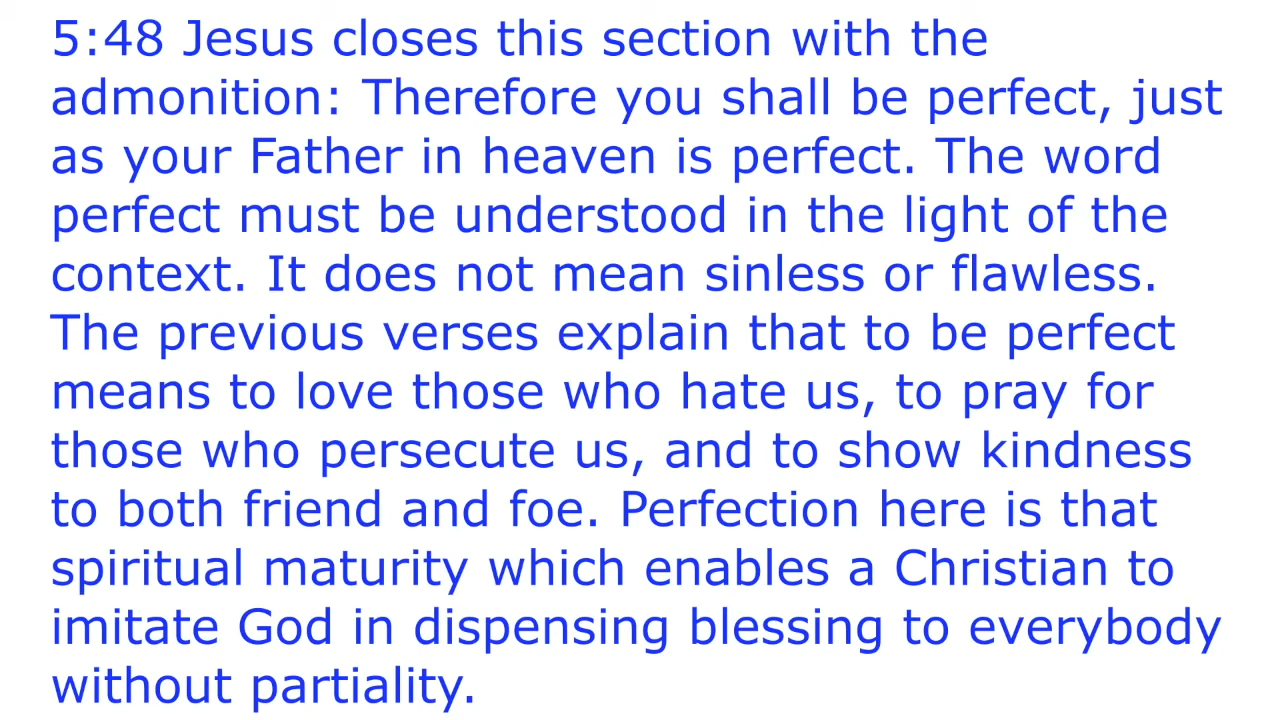 5:48 Jesus closes this section with the
admonition: Therefore you shall be perfect, just
as your Father in heaven is perfect. The word
perfect must be understood in the light of the
context. It does not mean sinless or flawless.
The previous verses explain that to be perfect
means to love those who hate us, to pray for
those who persecute us, and to show kindness
to both friend and foe. Perfection here is that
spiritual maturity which enables a Christian to
imitate God in dispensing blessing to everybody
without partiality.